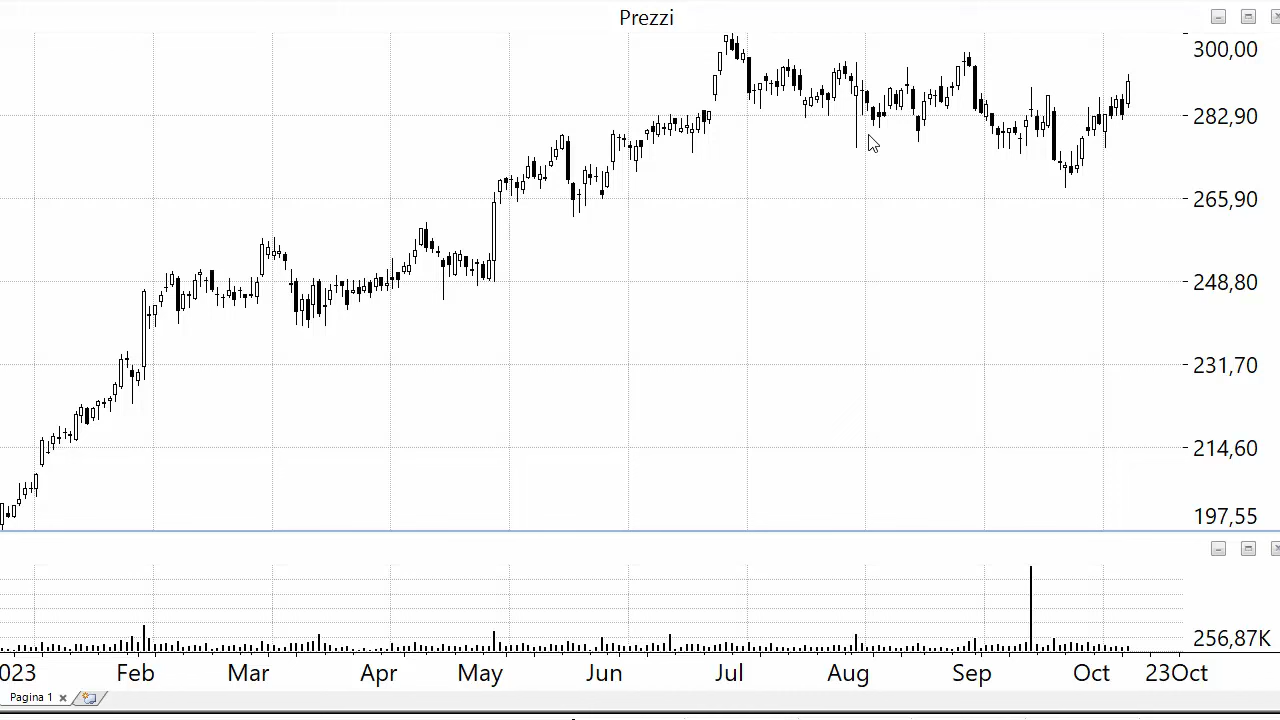 Prezzi
300,00
282,90
265,90
248,80
231,70
214,60
197,55
256,87K
023 Feb Mar Apr May Jun Jul Aug Sep Oct 23Oct
Pagina 1